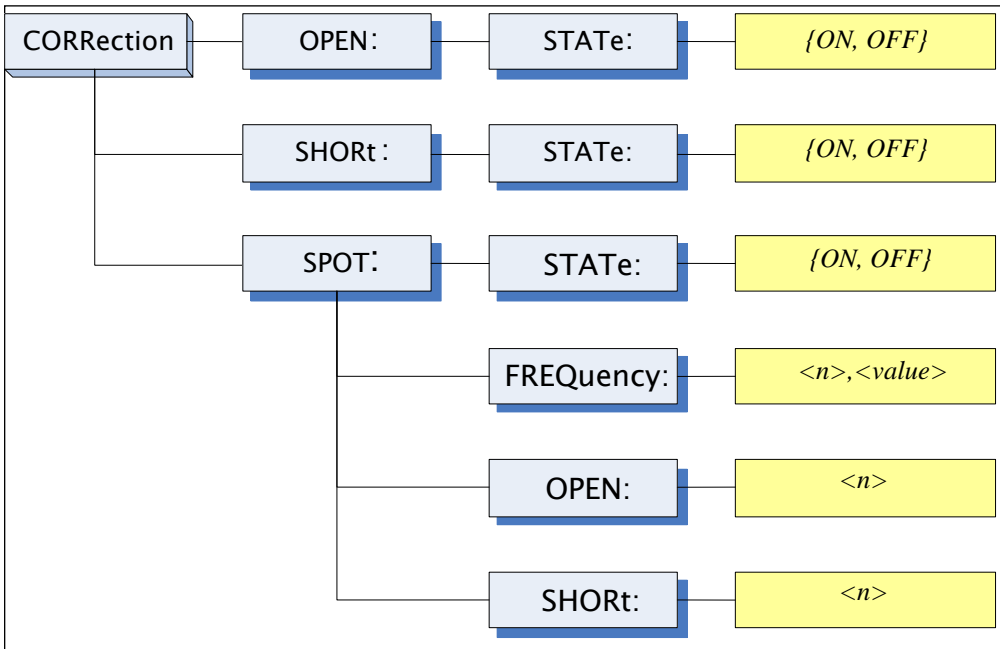 CORRection OPEN: STATe: {ON, OFF}
SHORt : STATe: {ON, OFF}
SPOT: STATe: {ON, OFF}
FREQuency: <n>,<value>
OPEN: <n>
SHORt: <n>